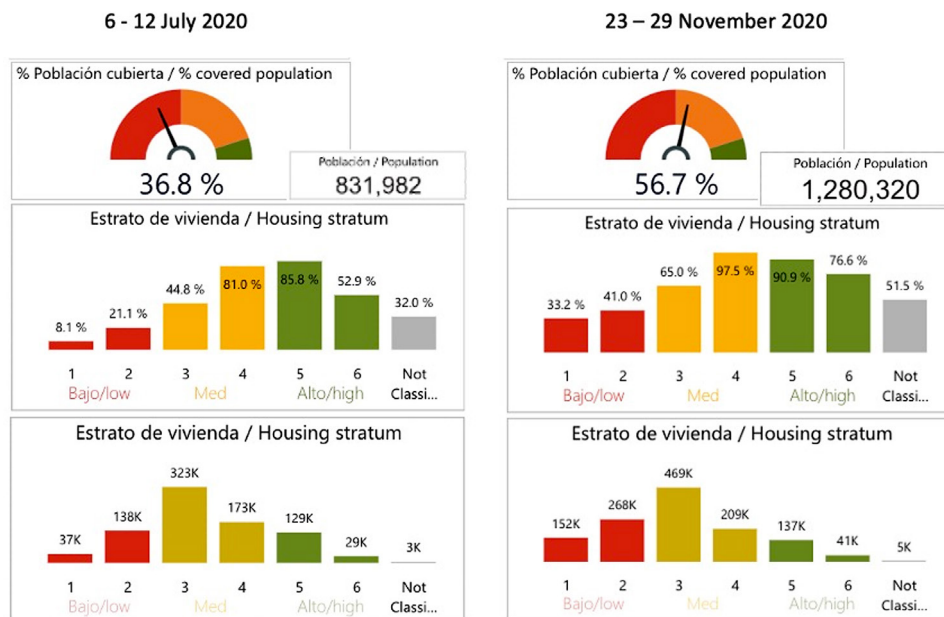 6 - 12 July 2020
% Población cubierta / % covered population
36.8 %
Población / Population
831,982
Estrato de vivienda / Housing stratum
8.1 % 21.1 % 44.8 % 81.0 % 85.8 % 52.9 % 32.0 %
1 2 3 4 5 6 Not
Bajo/low Med Alto/high Classi...
Estrato de vivienda / Housing stratum
37K 138K 323K 173K 129K 29K 3K
1 2 3 4 5 6 Not
Bajo/low Med Alto/high Classi...
23 – 29 November 2020
% Población cubierta / % covered population
56.7 %
Población / Population
1,280,320
Estrato de vivienda / Housing stratum
33.2 % 41.0 % 65.0 % 97.5 % 90.9 % 76.6 % 51.5 %
1 2 3 4 5 6 Not
Bajo/low Med Alto/high Classi...
Estrato de vivienda / Housing stratum
152K 268K 469K 209K 137K 41K 5K
1 2 3 4 5 6 Not
Bajo/low Med Alto/high Classi...